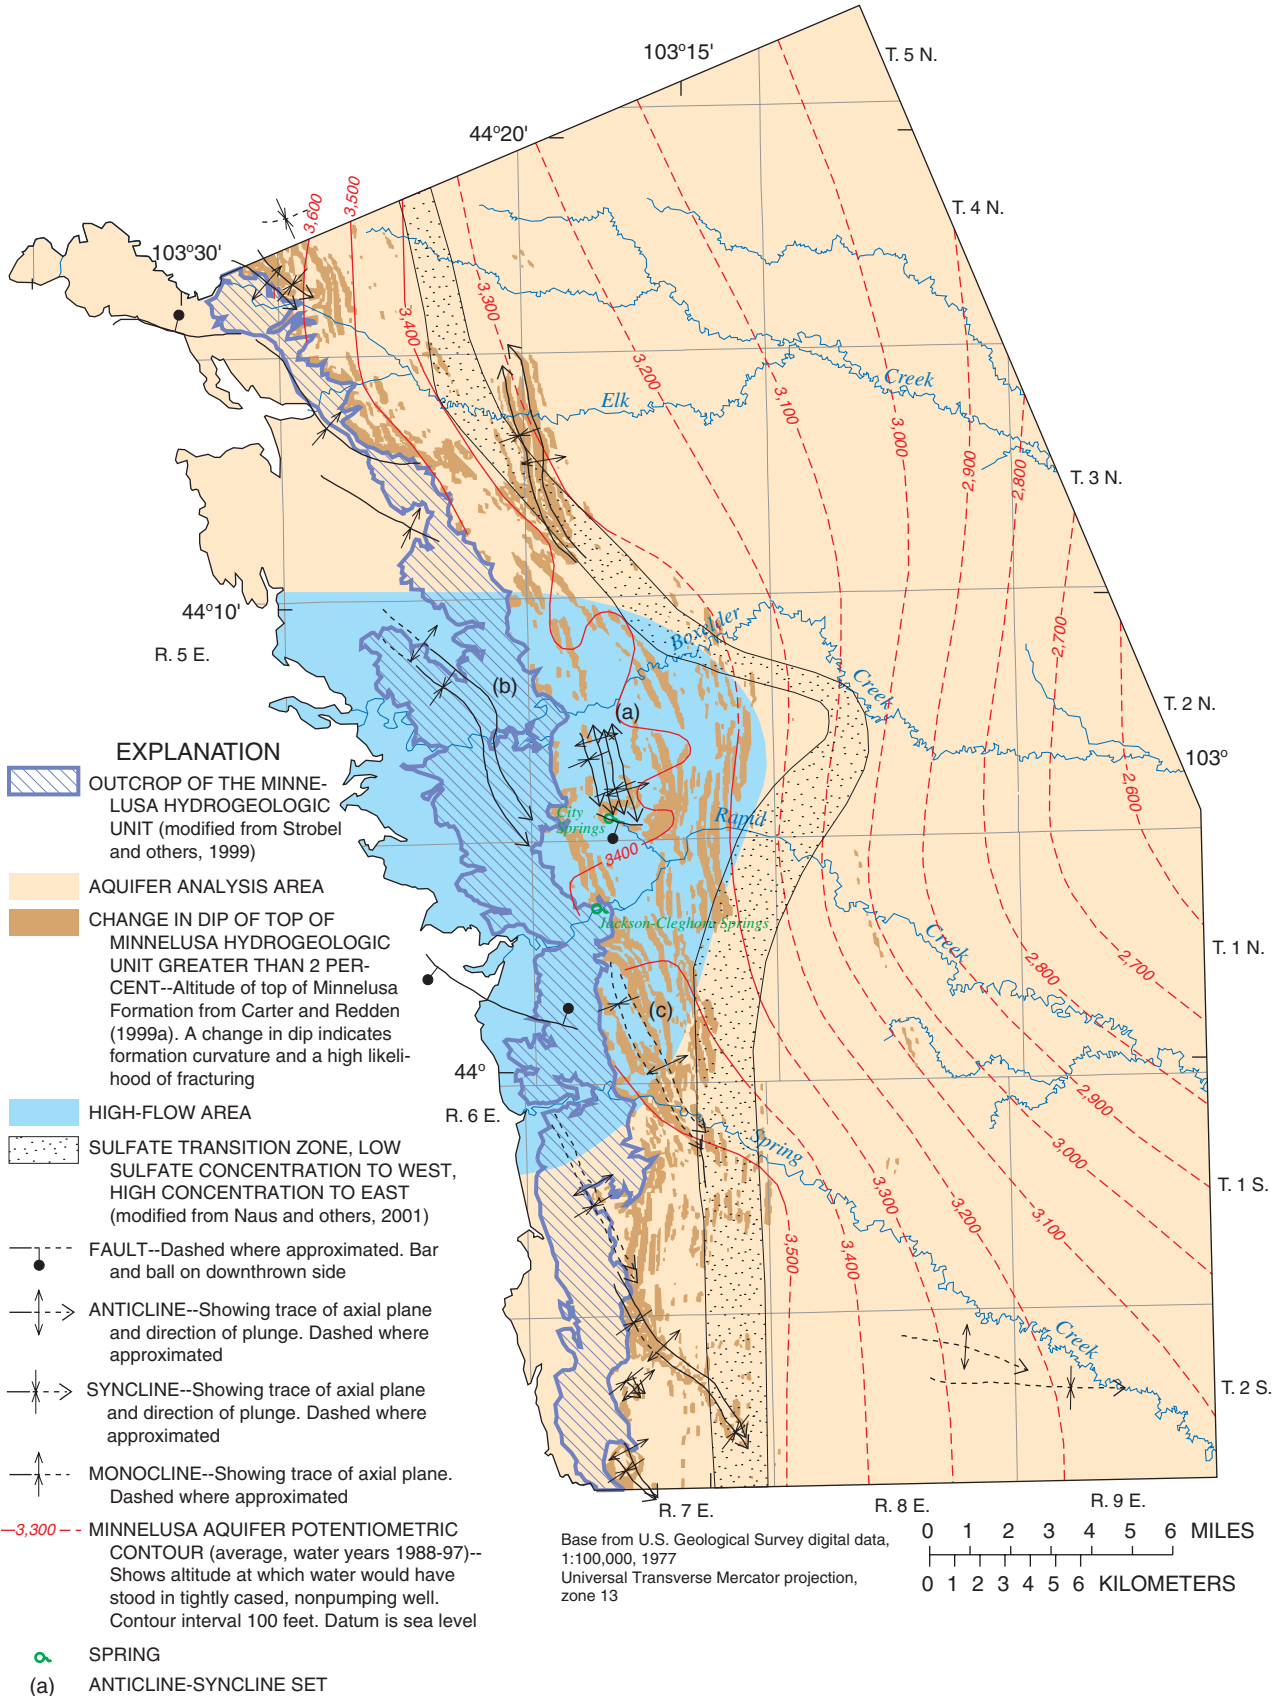 103°15'
T. 5 N.
44°20'
T. 4 N.
3,600
3,500
103°30'
3,300
3,400
3,200
3,100
Creek
Elk
3,000
2,900
2,800
T. 3 N.
44°10'
R. 5 E.
Boxelder
2,700
(b)
Creek
(a)
T. 2 N.
103°
2,600
City
Springs
Rapid
3400
Jackson-Cleghorn Springs
Creek
T. 1 N.
2,800
2,700
(c)
44°
R. 6 E.
2,900
Spring
3,000
T. 1 S.
3,300
3,200
3,100
3,500
3,400
Creek
T. 2 S.
R. 7 E.
R. 8 E.
R. 9 E.
EXPLANATION
OUTCROP OF THE MINNE-
LUSA HYDROGEOLOGIC
UNIT (modified from Strobel
and others, 1999)
AQUIFER ANALYSIS AREA
CHANGE IN DIP OF TOP OF
MINNELUSA HYDROGEOLOGIC
UNIT GREATER THAN 2 PER-
CENT--Altitude of top of Minnelusa
Formation from Carter and Redden
(1999a). A change in dip indicates
formation curvature and a high likeli-
hood of fracturing
HIGH-FLOW AREA
SULFATE TRANSITION ZONE, LOW
SULFATE CONCENTRATION TO WEST,
HIGH CONCENTRATION TO EAST
(modified from Naus and others, 2001)
FAULT--Dashed where approximated. Bar
and ball on downthrown side
ANTICLINE--Showing trace of axial plane
and direction of plunge. Dashed where
approximated
SYNCLINE--Showing trace of axial plane
and direction of plunge. Dashed where
approximated
MONOCLINE--Showing trace of axial plane.
Dashed where approximated
3,300 MINNELUSA AQUIFER POTENTIOMETRIC
CONTOUR (average, water years 1988-97)--
Shows altitude at which water would have
stood in tightly cased, nonpumping well.
Contour interval 100 feet. Datum is sea level
SPRING
(a) ANTICLINE-SYNCLINE SET
Base from U.S. Geological Survey digital data,
1:100,000, 1977
Universal Transverse Mercator projection,
zone 13
0 1 2 3 4 5 6 MILES
0 1 2 3 4 5 6 KILOMETERS